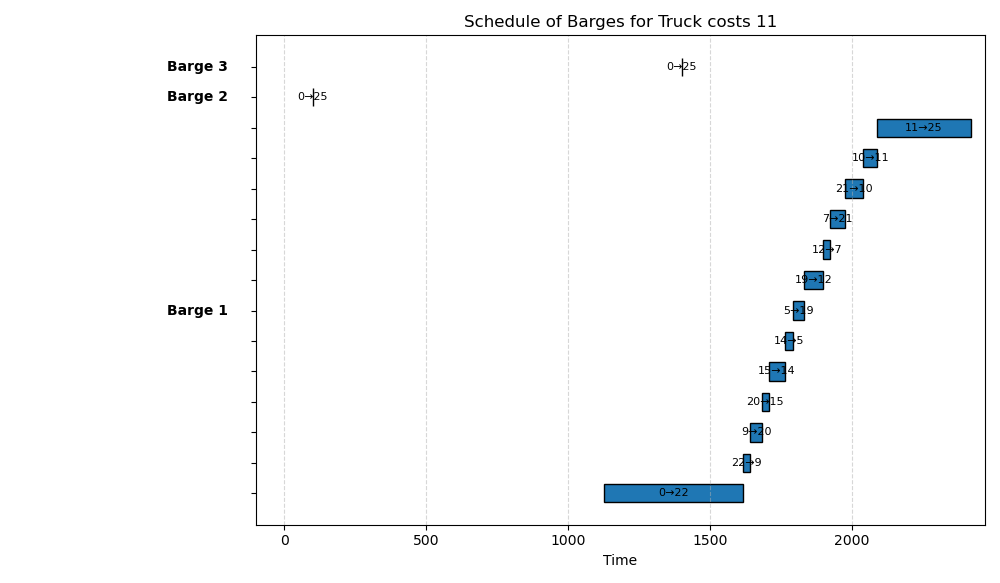 Schedule of Barges for Truck costs 11
Barge 3
0→25
Barge 2
0→25
11→25
10→11
21→10
7→21
12→7
19→12
Barge 1
5→19
14→5
15→14
20→15
9→20
22→9
0→22
0 500 1000 1500 2000
Time